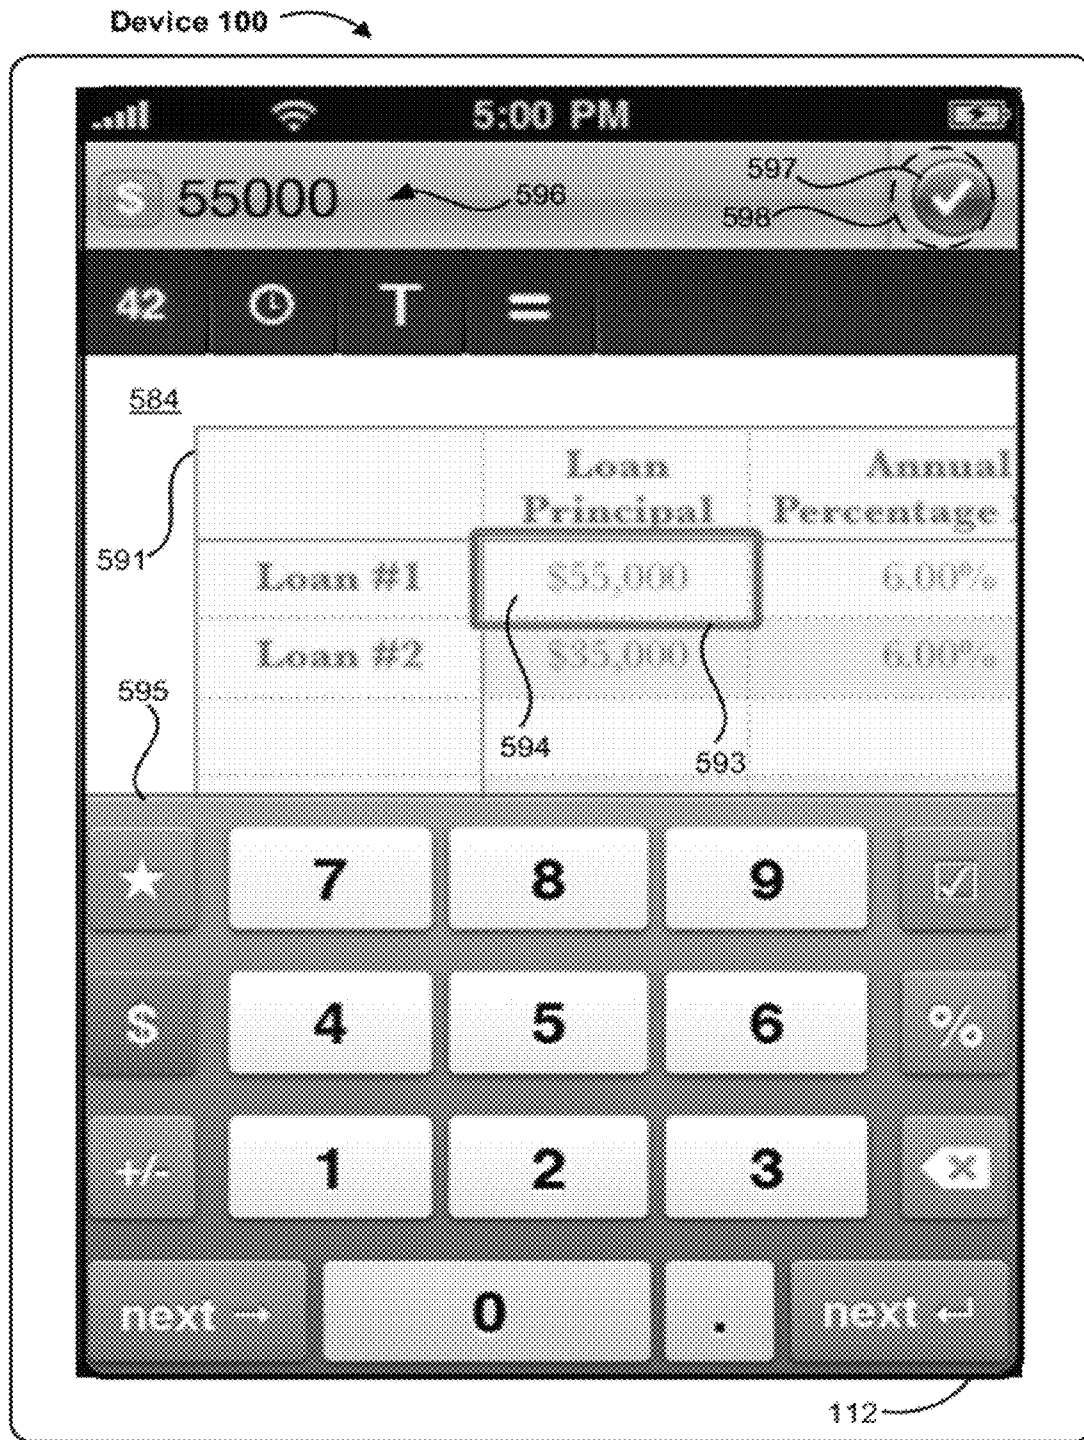 Device 100
5:00 PM
$ 55000 596 597
598
42 T =
584
Loan Annual
Principal Percentage
591 Loan #1 $55,000 6.00%
Loan #2 $35,000 6.00%
595
594 593
7 8 9
$ 4 5 6 %
+/- 1 2 3
next → 0 . next ↵
112